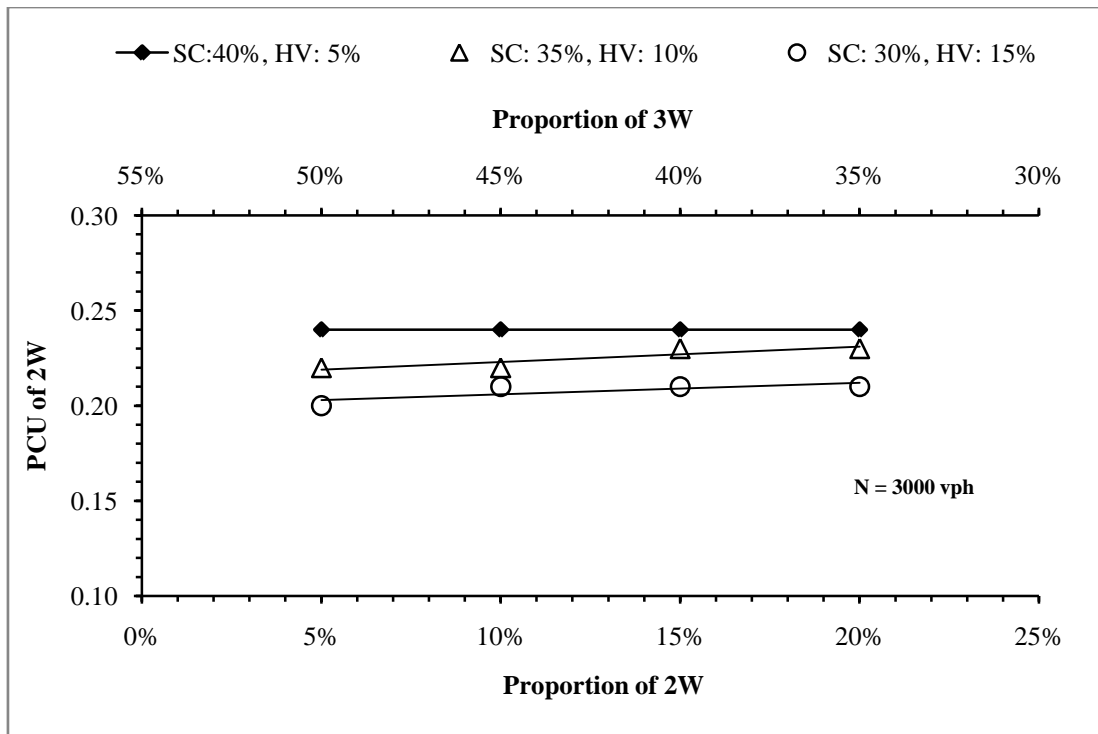 SC:40%, HV: 5% SC: 35%, HV: 10% SC: 30%, HV: 15%
Proportion of 3W
55% 50% 45% 40% 35% 30%
0.30
0.25
0.20
0.15
0.10
PCU of 2W
N = 3000 vph
0% 5% 10% 15% 20% 25%
Proportion of 2W